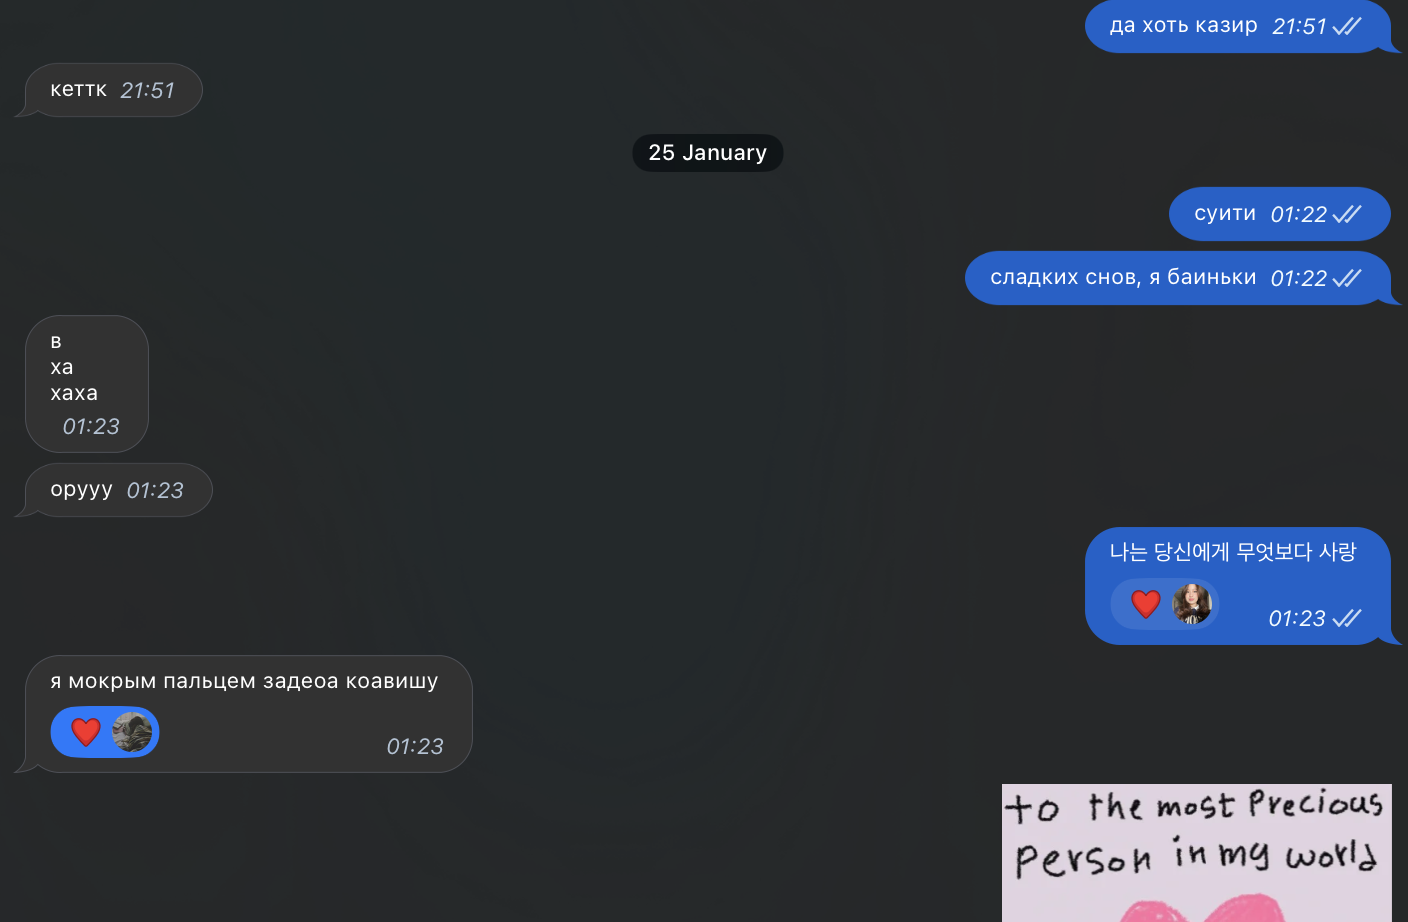 да хоть казир 21:51
кеттк 21:51
25 January
суити 01:22
сладких снов, я баиньки 01:22
в
ха
хаха
01:23
орууу 01:23
나는 당신에게 무엇보다 사랑
01:23
я мокрым пальцем задеоа коавишу
01:23
to the most Precious
Person in my world